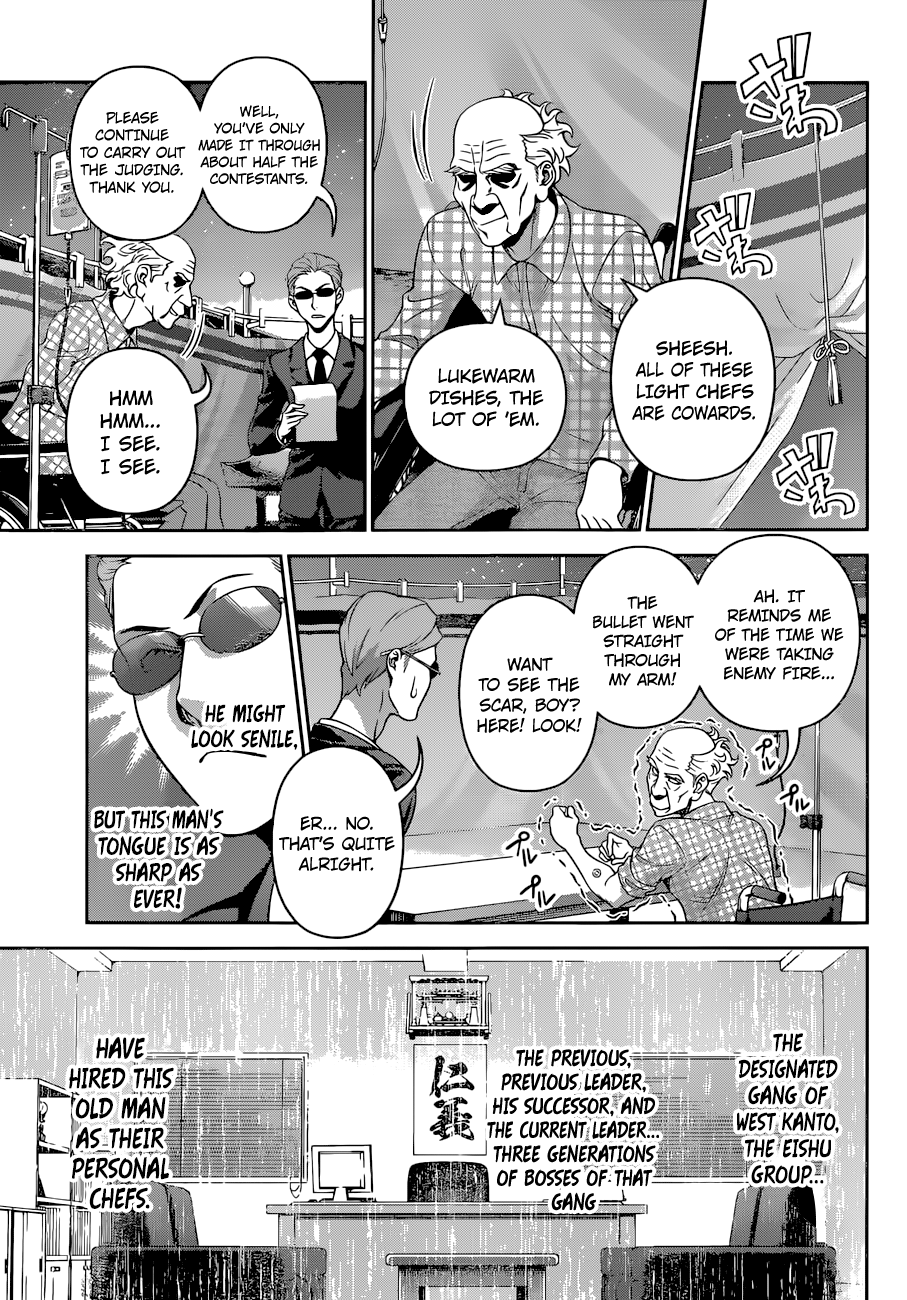 ざわ
ざわ
ざわ
SHEESH.
ALL OF THESE
LIGHT CHEFS
ARE COWARDS.
LUKEWARM
DISHES, THE
LOT OF 'EM.
WELL,
YOU'VE ONLY
MADE IT THROUGH
ABOUT HALF THE
CONTESTANTS.
PLEASE
CONTINUE
TO CARRY OUT
THE JUDGING.
THANK YOU.
HMM
HMM...
I SEE.
I SEE.
AH. IT
REMINDS ME
OF THE TIME WE
WERE TAKING
ENEMY FIRE...
THE
BULLET WENT
STRAIGHT
THROUGH
MY ARM!
WANT
TO SEE THE
SCAR, BOY?
HERE! LOOK!
プル
プル
プル
プル
ER... NO.
THAT'S QUITE
ALRIGHT.
HE MIGHT
LOOK SENILE,
BUT THIS MAN'S
TONGUE IS AS
SHARP AS
EVER!
THE
DESIGNATED
GANG OF
WEST KANTO,
THE EISHU
GROUP...
THE PREVIOUS,
PREVIOUS LEADER,
HIS SUCCESSOR, AND
THE CURRENT LEADER...
THREE GENERATIONS
OF BOSSES OF THAT
GANG
仁義
HAVE
HIRED THIS
OLD MAN
AS THEIR
PERSONAL
CHEFS.